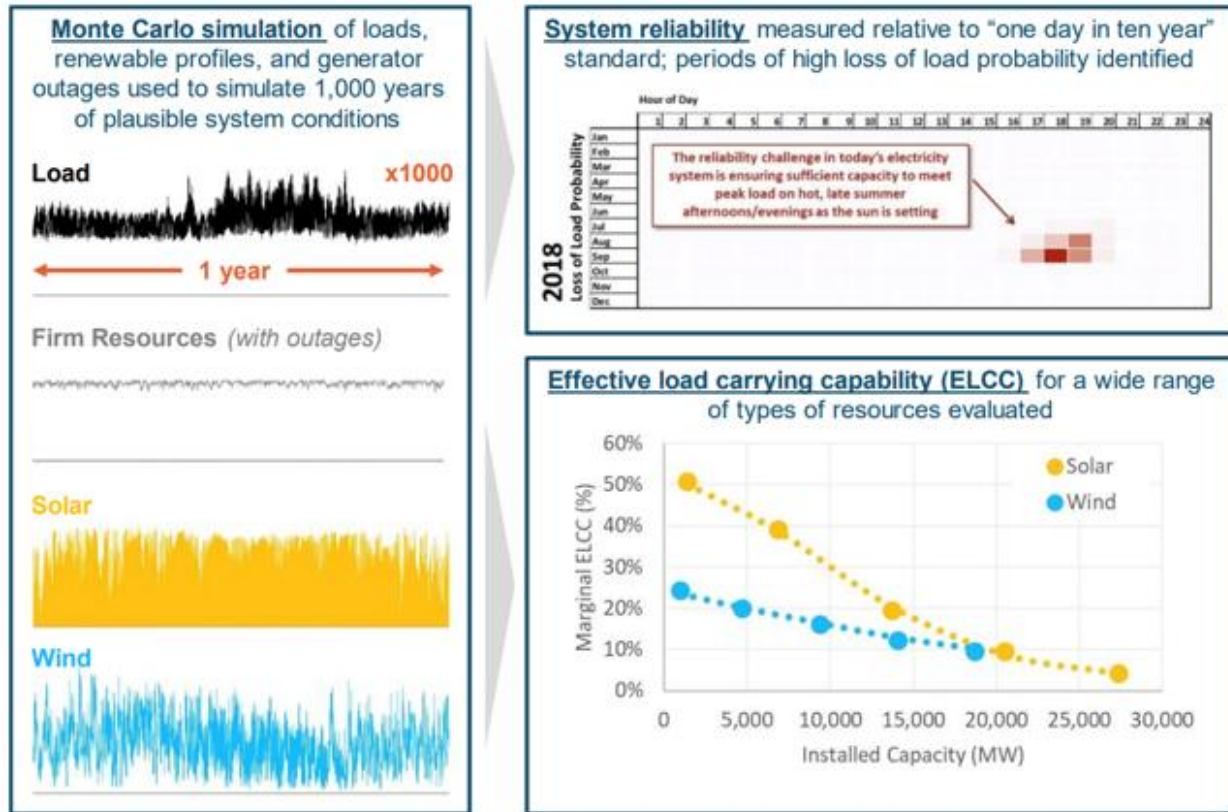 Monte Carlo simulation of loads,
renewable profiles, and generator
outages used to simulate 1,000 years
of plausible system conditions
Load
x1000
1 year
Firm Resources (with outages)
Solar
Wind
System reliability measured relative to “one day in ten year”
standard; periods of high loss of load probability identified
Hour of Day
1 2 3 4 5 6 7 8 9 10 11 12 13 14 15 16 17 18 19 20 21 22 23 24
2018
Loss of Load Probability
Jan
Feb
Mar
Apr
May
Jun
Jul
Aug
Sep
Oct
Nov
Dec
The reliability challenge in today's electricity
system is ensuring sufficient capacity to meet
peak load on hot, late summer
afternoons/evenings as the sun is setting
Effective load carrying capability (ELCC) for a wide range
of types of resources evaluated
Marginal ELCC (%)
60%
50%
40%
30%
20%
10%
0%
Solar
Wind
0 5,000 10,000 15,000 20,000 25,000 30,000
Installed Capacity (MW)